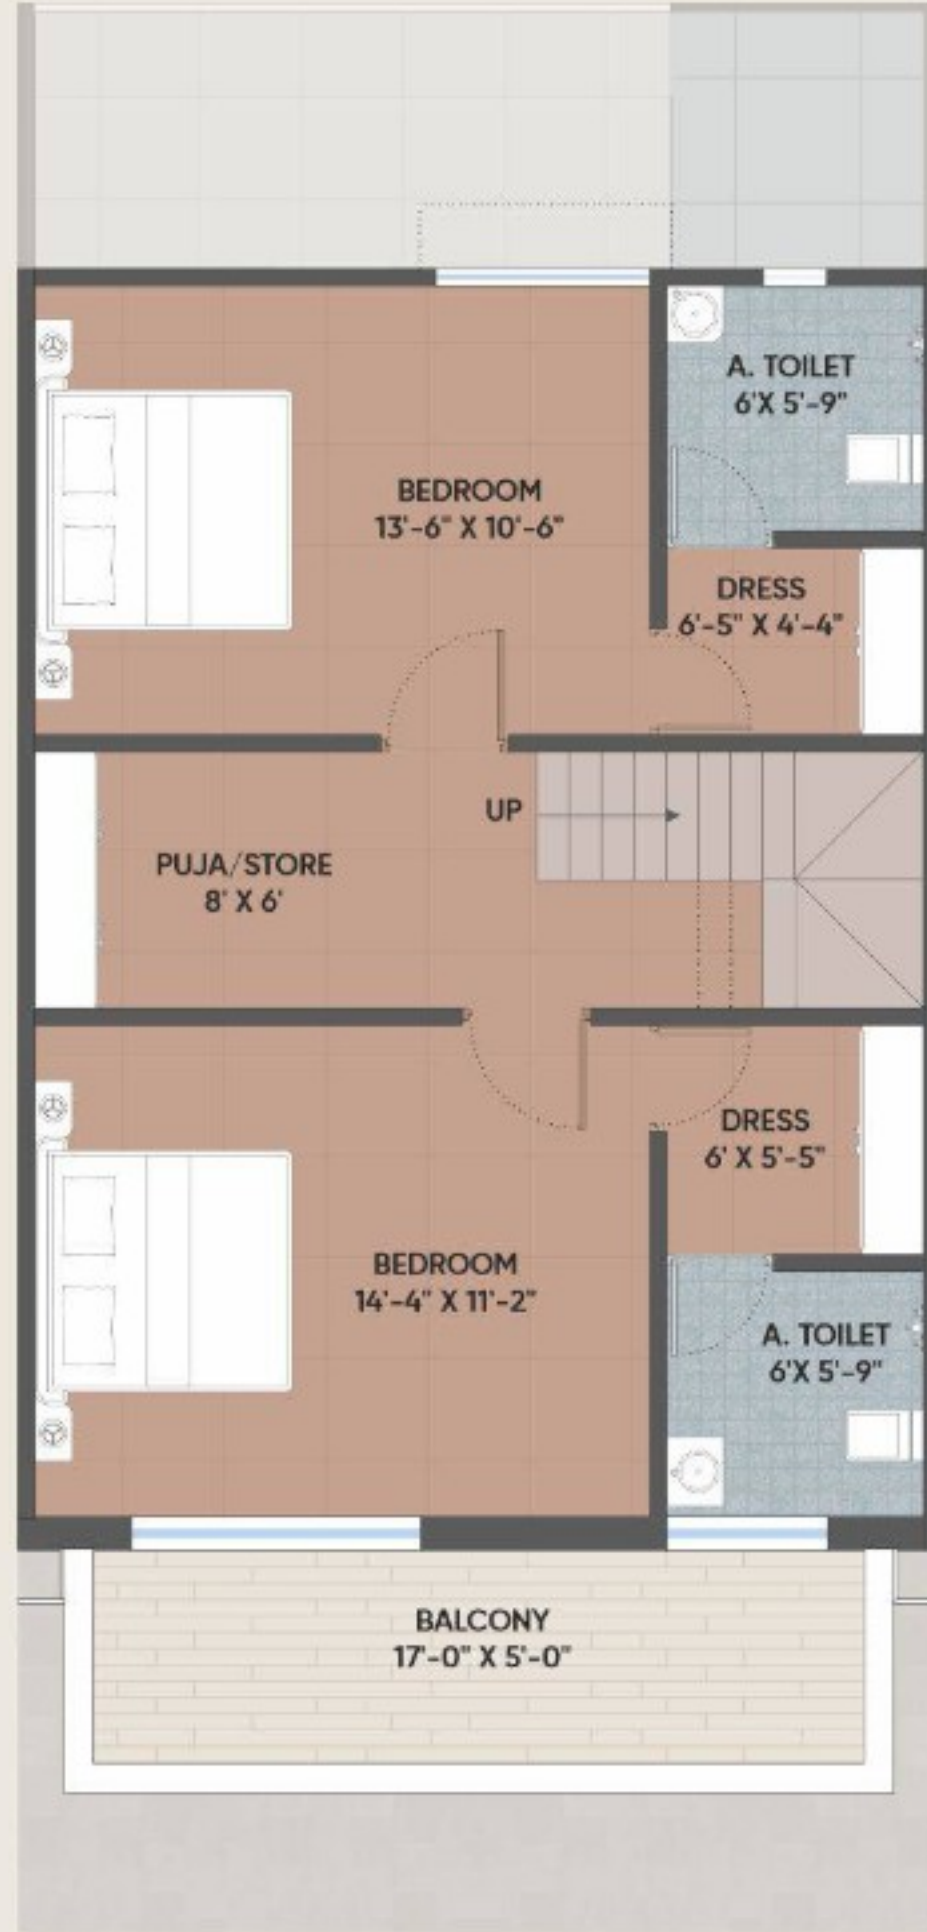 A. TOILET
6'X 5'-9"
BEDROOM
13'-6" X 10'-6"
DRESS
6'-5" X 4'-4"
UP
PUJA/STORE
8' X 6'
DRESS
6' X 5'-5"
BEDROOM
14'-4" X 11'-2"
A. TOILET
6'X 5'-9"
BALCONY
17'-0" X 5'-0"